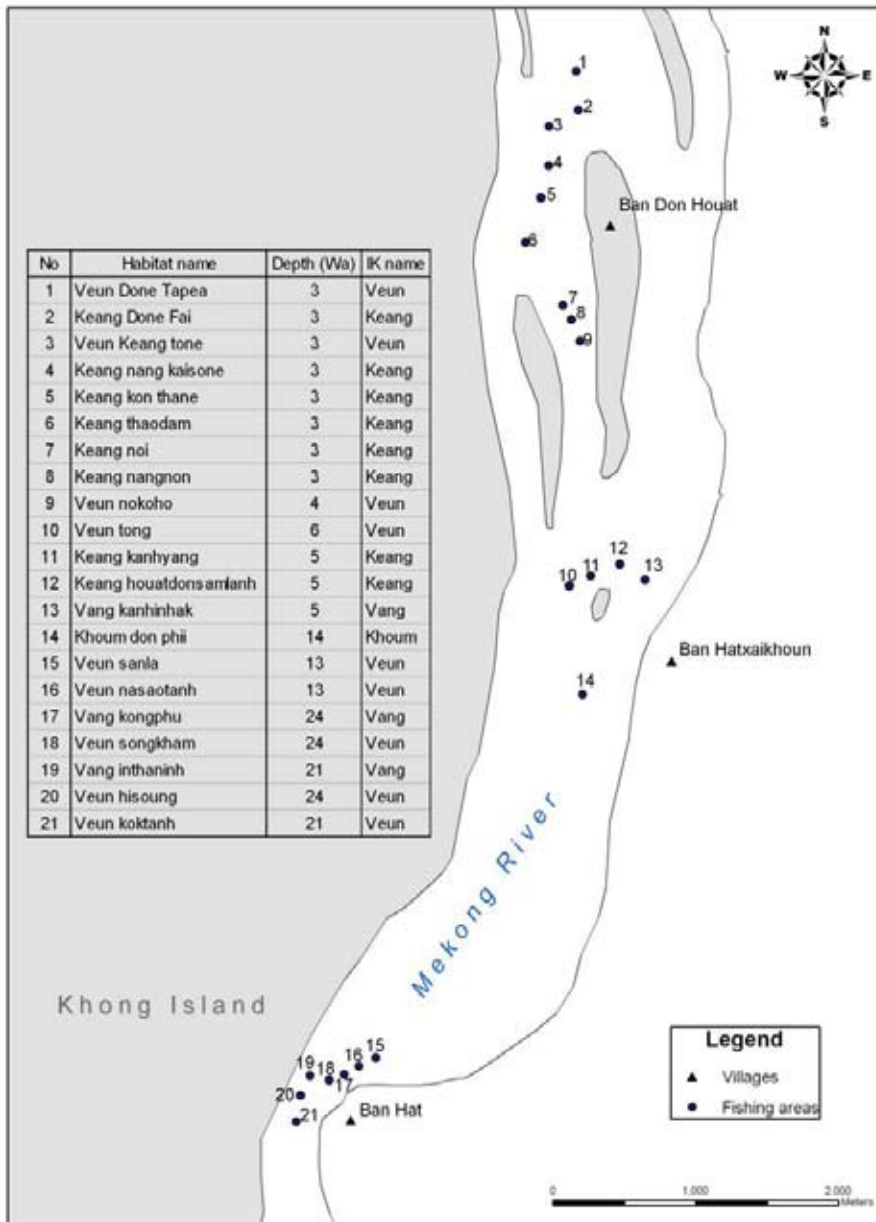 N
W E
S
1
2
3
4
5
6
Ban Don Houat
7
8
9
No Habitat name Depth (Wa) IK name
1 Veun Done Tapea 3 Veun
2 Keang Done Fai 3 Keang
3 Veun Keang tone 3 Veun
4 Keang nang kaisone 3 Keang
5 Keang kon thane 3 Keang
6 Keang thaodam 3 Keang
7 Keang noi 3 Keang
8 Keang nangnon 3 Keang
9 Veun nokoho 4 Veun
10 Veun tong 6 Veun
11 Keang kanhyang 5 Keang
12 Keang houatdonsamlanh 5 Keang
13 Vang kanhinhak 5 Vang
14 Khoum don phii 14 Khoum
15 Veun sanla 13 Veun
16 Veun nasaotanh 13 Veun
17 Vang kongphu 24 Vang
18 Veun songkham 24 Veun
19 Vang inthaninh 21 Vang
20 Veun hisoung 24 Veun
21 Veun koktanh 21 Veun
10 11 12 13
Ban Hatxaikhoun
14
Mekong River
Khong Island
19 18 17 16 15
20
21
Ban Hat
Legend
Villages
Fishing areas
0 1.000 2.000
Meters